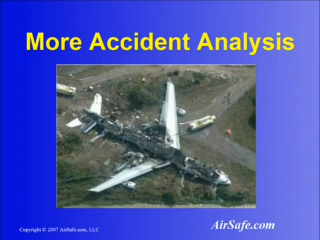 More Accident Analysis
AirSafe.com
Copyright © 2007 AirSafe.com, LLC